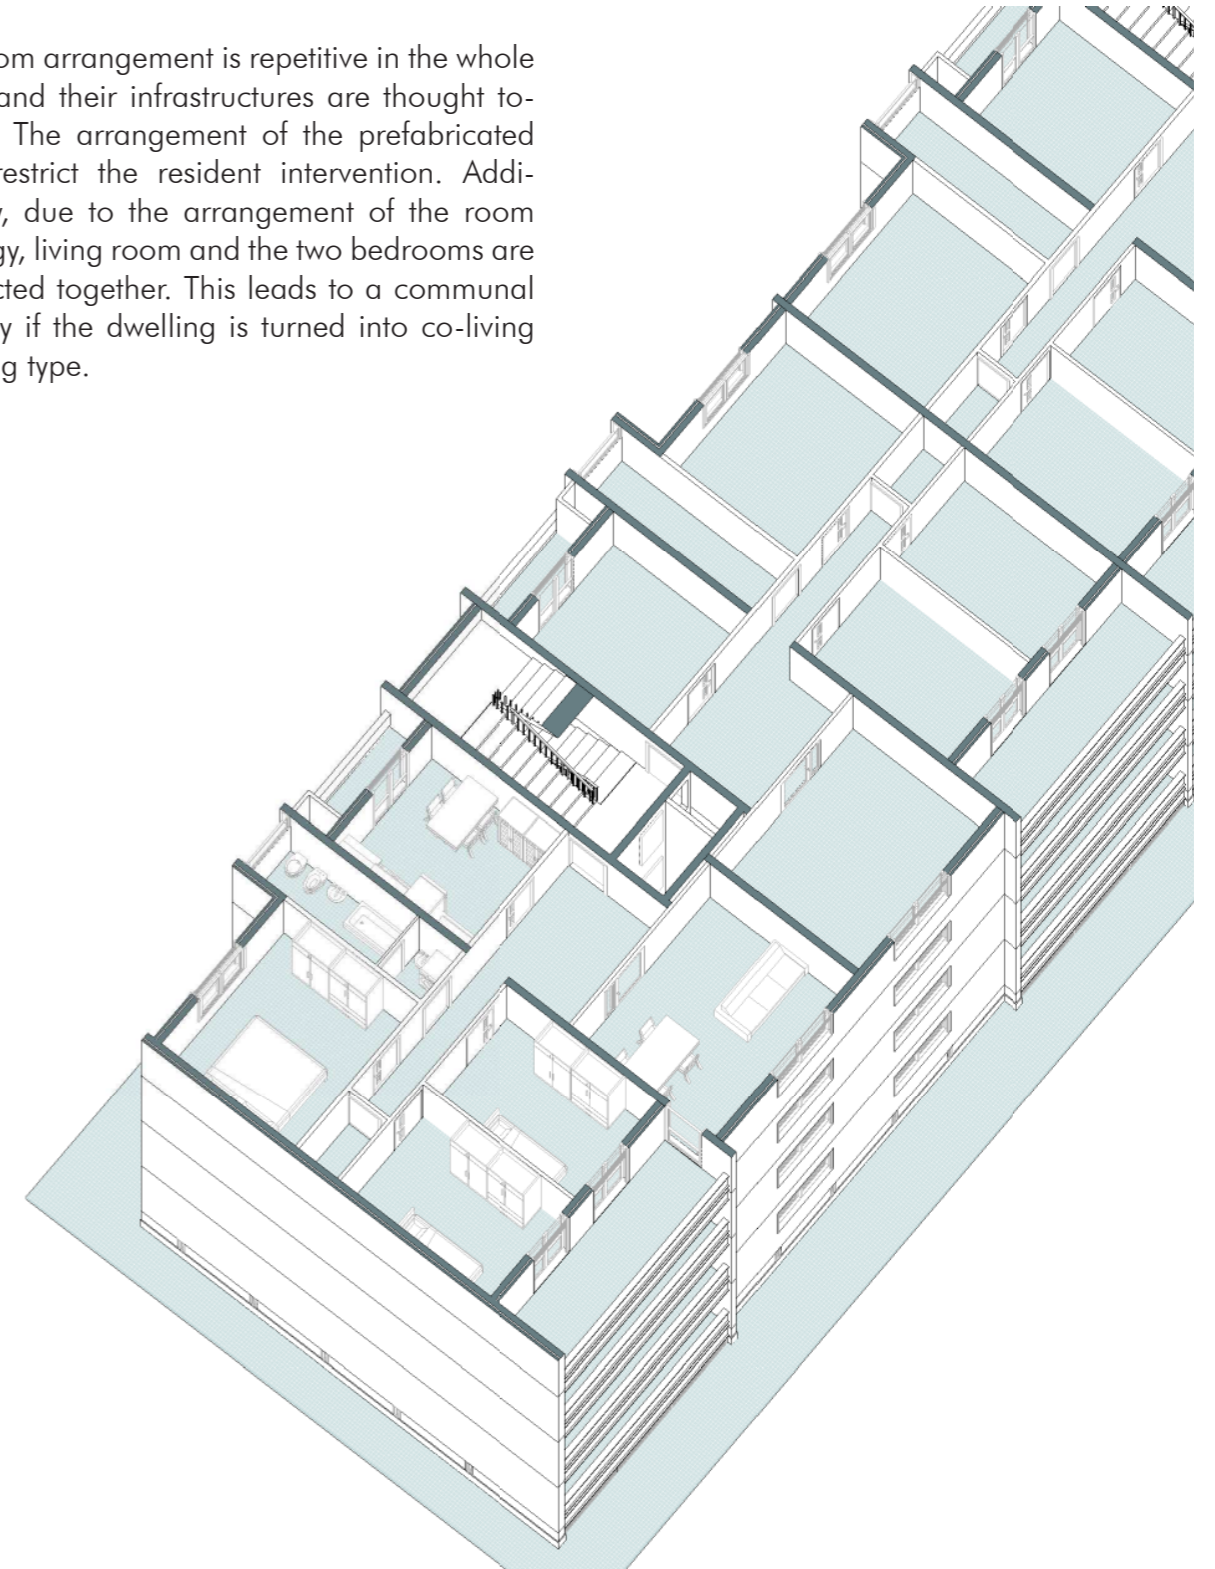 om arrangement is repetitive in the whole
and their infrastructures are thought to-
The arrangement of the prefabricated
restrict the resident intervention. Addi-
, due to the arrangement of the room
gy, living room and the two bedrooms are
cted together. This leads to a communal
y if the dwelling is turned into co-living
g type.